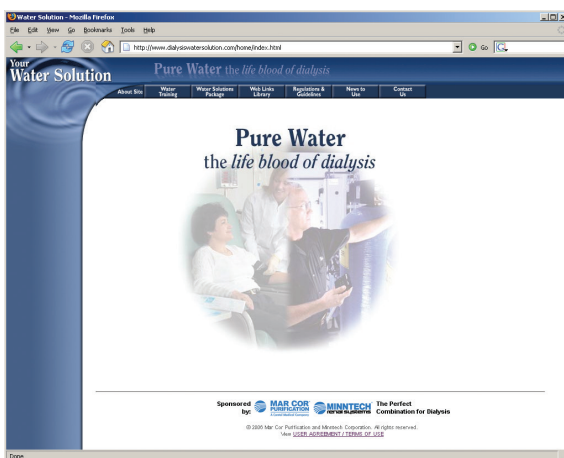 Water Solution - Mozilla Firefox
File Edit View Go Bookmarks Tools Help
http://www.dialysiswatersolution.com/home/index.html
Go
Your
Water Solution
Pure Water the life blood of dialysis
About Site
Water
Training
Water Solutions
Package
Web Links
Library
Regulations &
Guidelines
News to
Use
Contact
Us
Pure Water
the life blood of dialysis
Sponsored
by:
MAR COR
PURIFICATION
MINNTECH
renal systems
The Perfect
Combination for Dialysis
© 2006 Mar Cor Purification and Minntech Corporation. All rights reserved.
View USER AGREEMENT / TERMS OF USE
Done